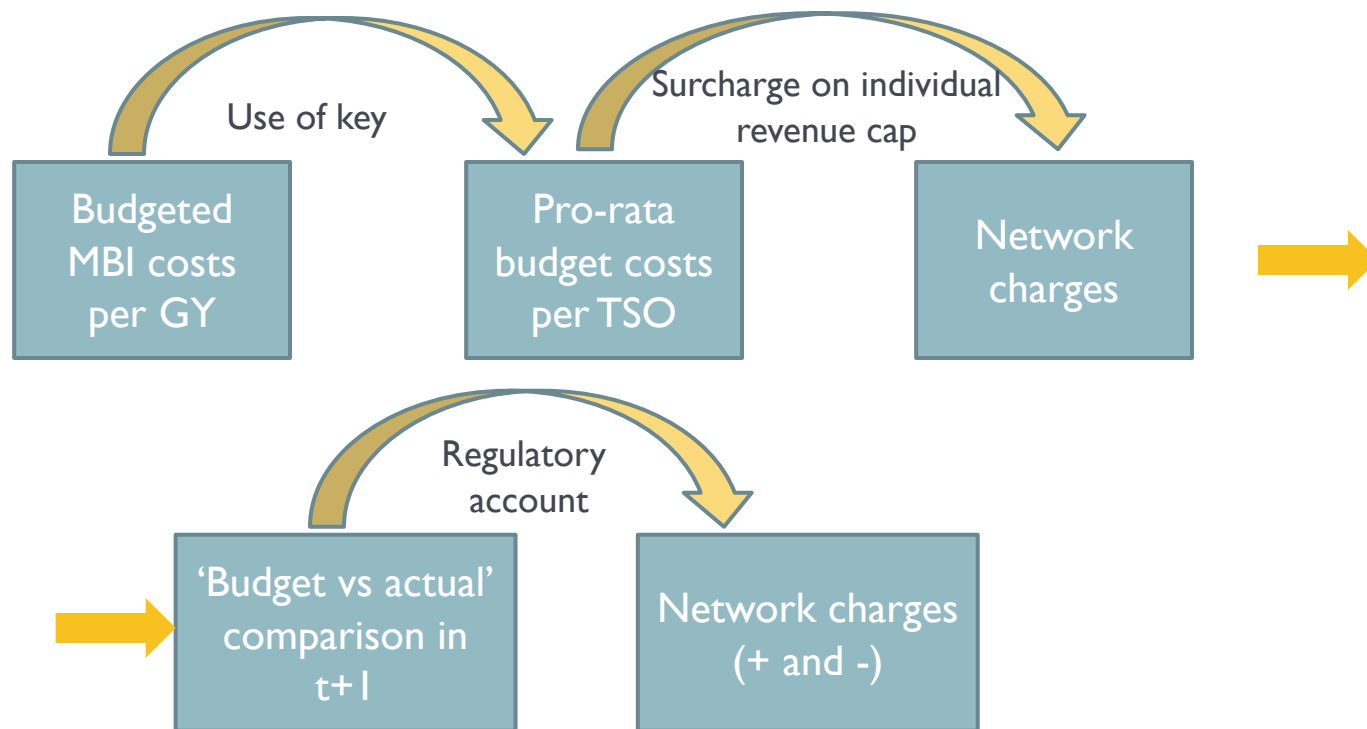 Use of key
Surcharge on individual
revenue cap
Budgeted
MBI costs
per GY
Pro-rata
budget costs
per TSO
Network
charges
Regulatory
account
‘Budget vs actual’
comparison in
t+1
Network charges
(+ and -)